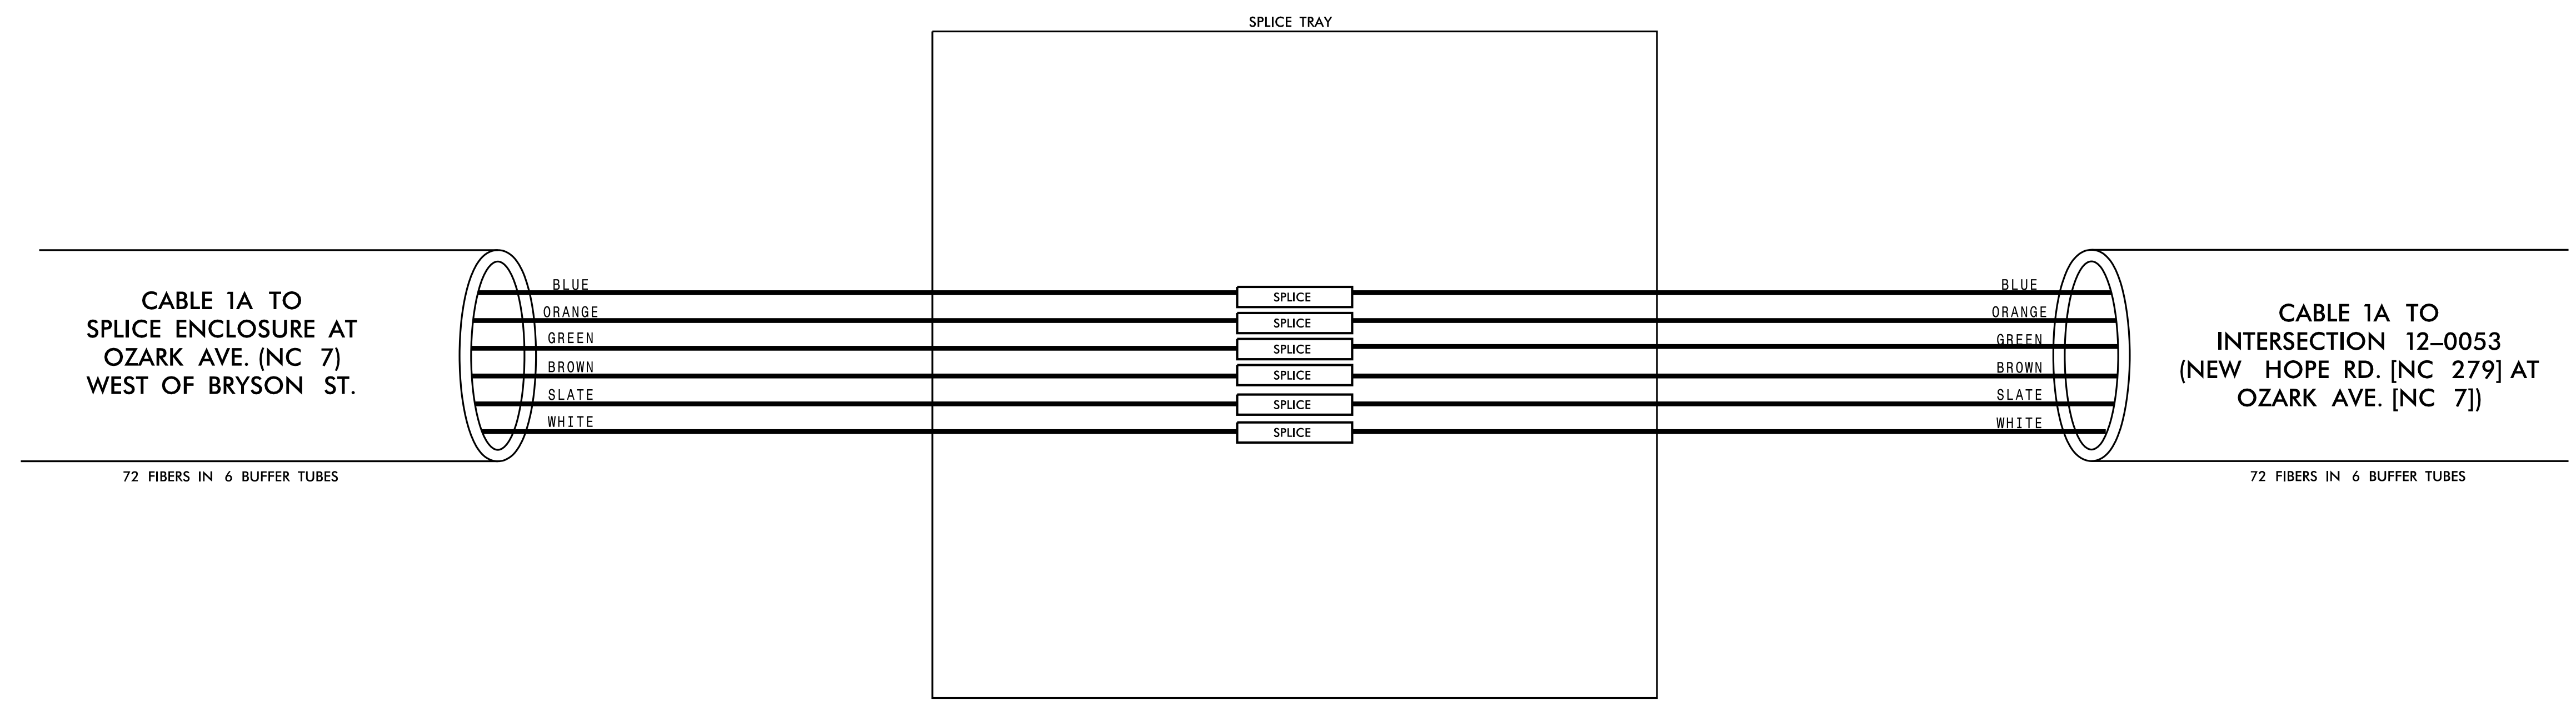 SPLICE TRAY
CABLE 1A TO
SPLICE ENCLOSURE AT
OZARK AVE. (NC 7)
WEST OF BRYSON ST.
72 FIBERS IN 6 BUFFER TUBES
BLUE
ORANGE
GREEN
BROWN
SLATE
WHITE
SPLICE
SPLICE
SPLICE
SPLICE
SPLICE
SPLICE
BLUE
ORANGE
GREEN
BROWN
SLATE
WHITE
CABLE 1A TO
INTERSECTION 12–0053
(NEW HOPE RD. [NC 279] AT
OZARK AVE. [NC 7])
72 FIBERS IN 6 BUFFER TUBES